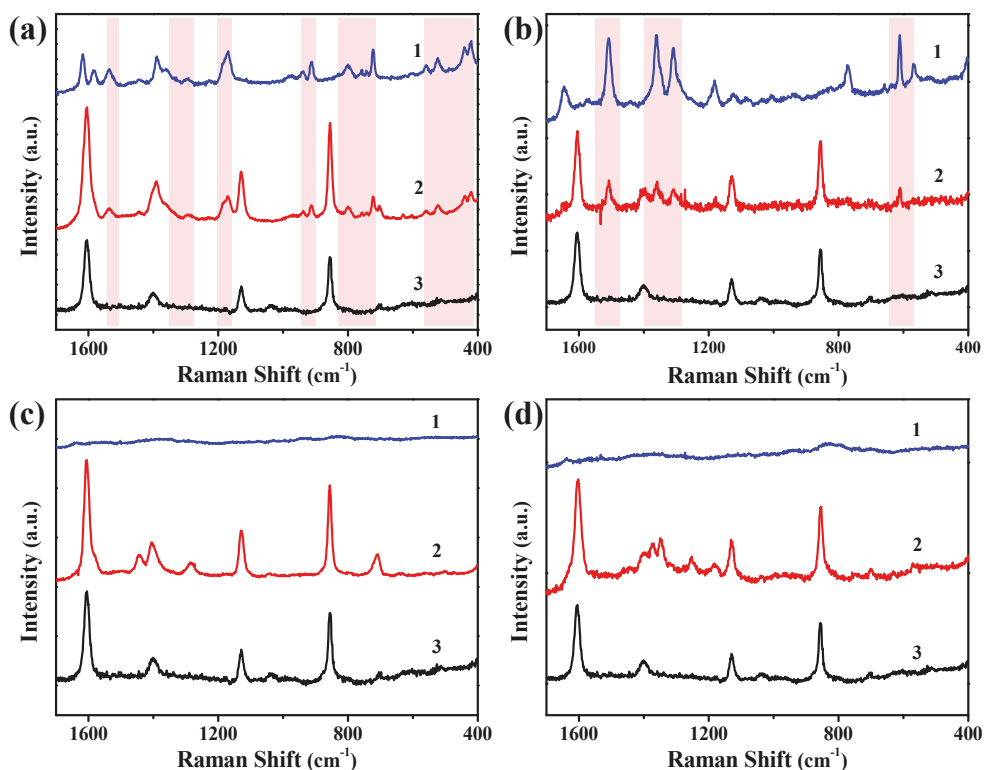 (a)
1
2
3
Intensity (a.u.)
1600 1200 800 400
Raman Shift (cm⁻¹)
(b)
1
2
3
Intensity (a.u.)
1600 1200 800 400
Raman Shift (cm⁻¹)
(c)
1
2
3
Intensity (a.u.)
1600 1200 800 400
Raman Shift (cm⁻¹)
(d)
1
2
3
Intensity (a.u.)
1600 1200 800 400
Raman Shift (cm⁻¹)